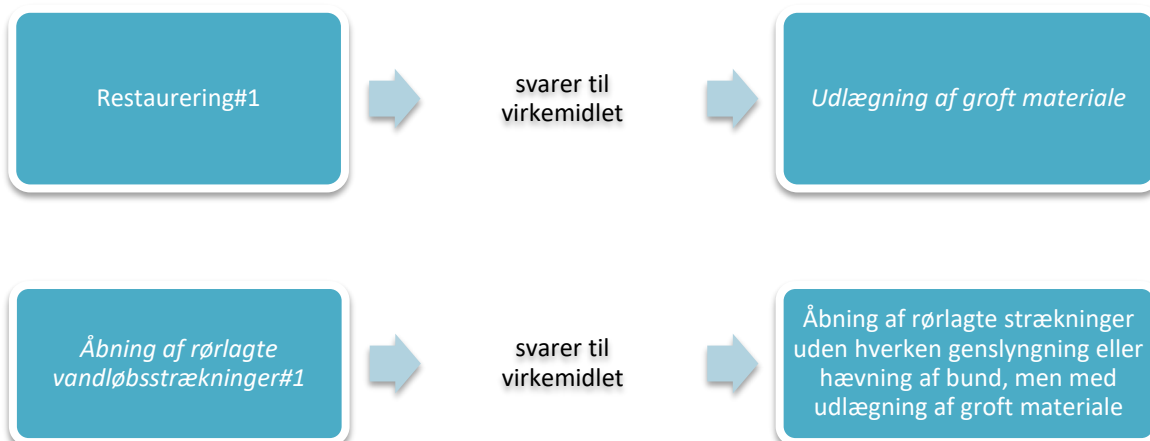 Restaurering#1
svarer til
virkemidlet
Udlægning af groft materiale
Åbning af rørlagte
vandløbsstrækninger#1
svarer til
virkemidlet
Åbning af rørlagte strækninger
uden hverken genslyngning eller
hævning af bund, men med
udlægning af groft materiale